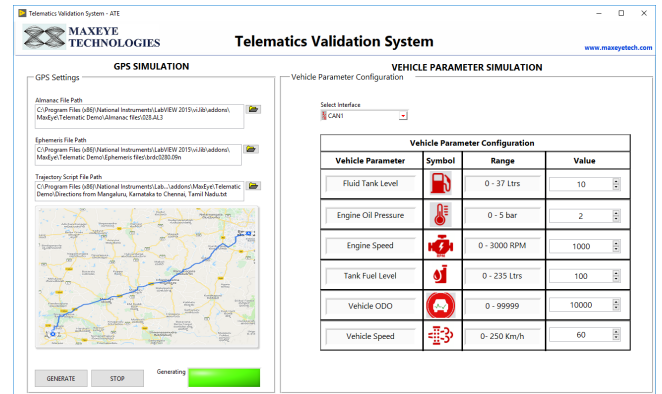 Telematics Validation System - ATE
MAXEYE
TECHNOLOGIES
Telematics Validation System
www.maxeyetech.com
GPS SIMULATION
GPS Settings
Almanac File Path
C:\Program Files (x86)\National Instruments\LabVIEW 2015\vi.lib\addons\
MaxEye\Telematic Demo\Almanac files\028.AL3
Ephemeris File Path
C:\Program Files (x86)\National Instruments\LabVIEW 2015\vi.lib\addons\
MaxEye\Telematic Demo\Ephemeris files\brdc0280.09n
Trajectory Script File Path
C:\Program Files (x86)\National Instruments\Lab...\addons\MaxEye\Telematic
Demo\Directions from Mangaluru, Karnataka to Chennai, Tamil Nadu.txt
GENERATE
STOP
Generating
VEHICLE PARAMETER SIMULATION
Vehicle Parameter Configuration
Select Interface
CAN1
Vehicle Parameter Configuration
Vehicle Parameter Symbol Range Value
Fluid Tank Level 0 - 37 Ltrs 10
Engine Oil Pressure 0 - 5 bar 2
Engine Speed 0 - 3000 RPM 1000
Tank Fuel Level 0 - 235 Ltrs 100
Vehicle ODO 0 - 99999 10000
Vehicle Speed 0- 250 Km/h 60